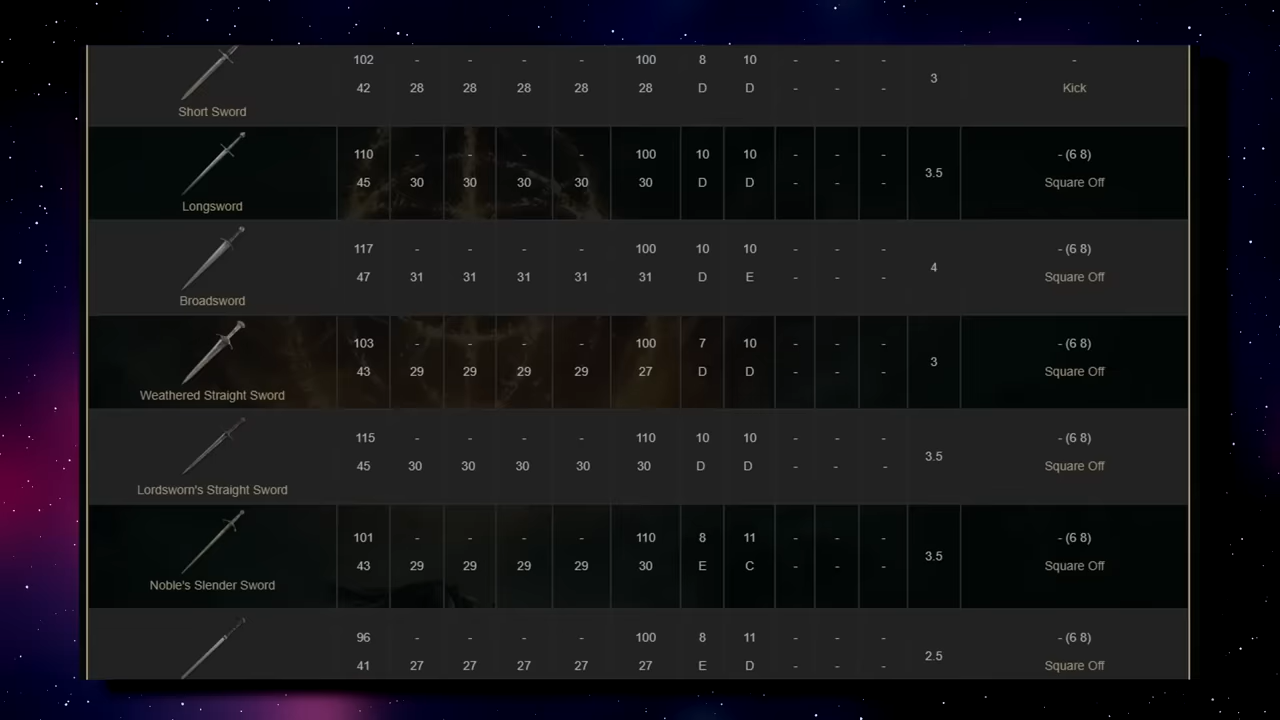 102 - - - - 100 8 10 - - - 3 -
42 28 28 28 28 28 D D - - - Kick
Short Sword
110 - - - - 100 10 10 - - - 3.5 - (6 8)
45 30 30 30 30 30 D D - - - Square Off
Longsword
117 - - - - 100 10 10 - - - 4 - (6 8)
47 31 31 31 31 31 D E - - - Square Off
Broadsword
103 - - - - 100 7 10 - - - 3 - (6 8)
43 29 29 29 29 27 D D - - - Square Off
Weathered Straight Sword
115 - - - - 110 10 10 - - - 3.5 - (6 8)
45 30 30 30 30 30 D D - - - Square Off
Lordsworn's Straight Sword
101 - - - - 110 8 11 - - - 3.5 - (6 8)
43 29 29 29 29 30 E C - - - Square Off
Noble's Slender Sword
96 - - - - 100 8 11 - - - 2.5 - (6 8)
41 27 27 27 27 27 E D - - - Square Off